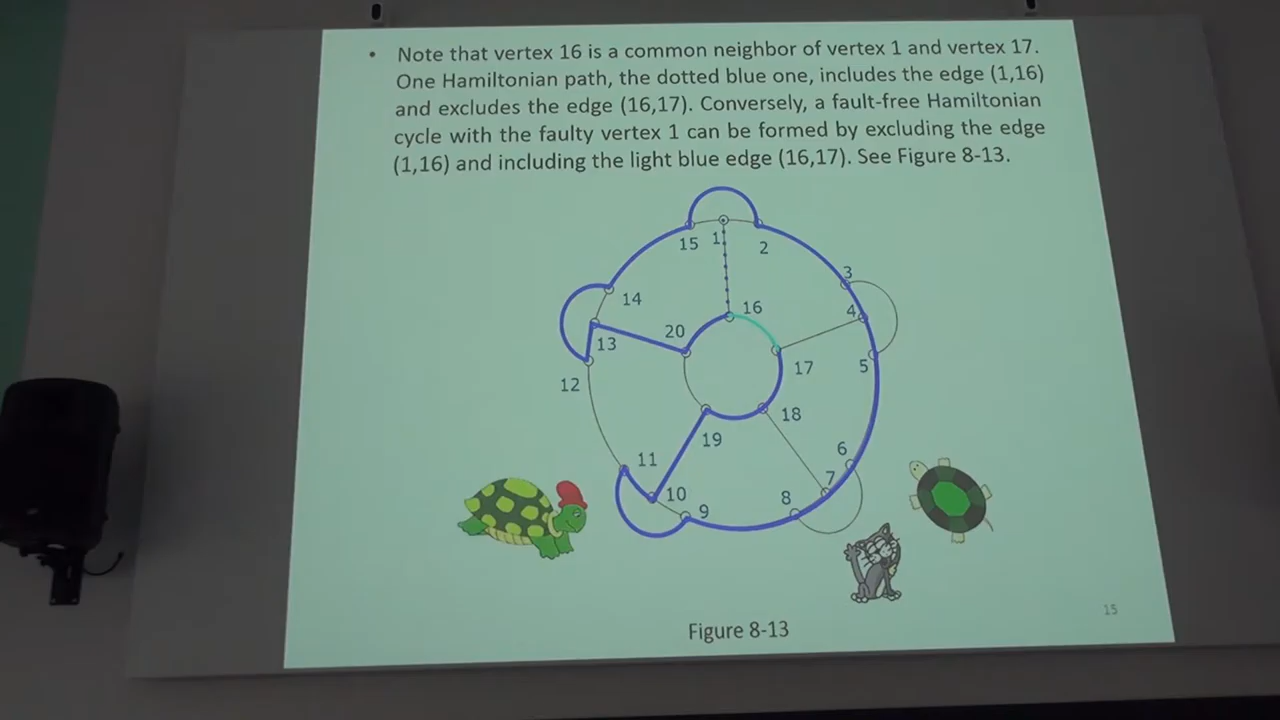 • Note that vertex 16 is a common neighbor of vertex 1 and vertex 17.
One Hamiltonian path, the dotted blue one, includes the edge (1,16)
and excludes the edge (16,17). Conversely, a fault-free Hamiltonian
cycle with the faulty vertex 1 can be formed by excluding the edge
(1,16) and including the light blue edge (16,17). See Figure 8-13.
15 1 2
3
14
16
4
20
13
17
5
12
18
19
6
11
7
10
8
9
15
Figure 8-13